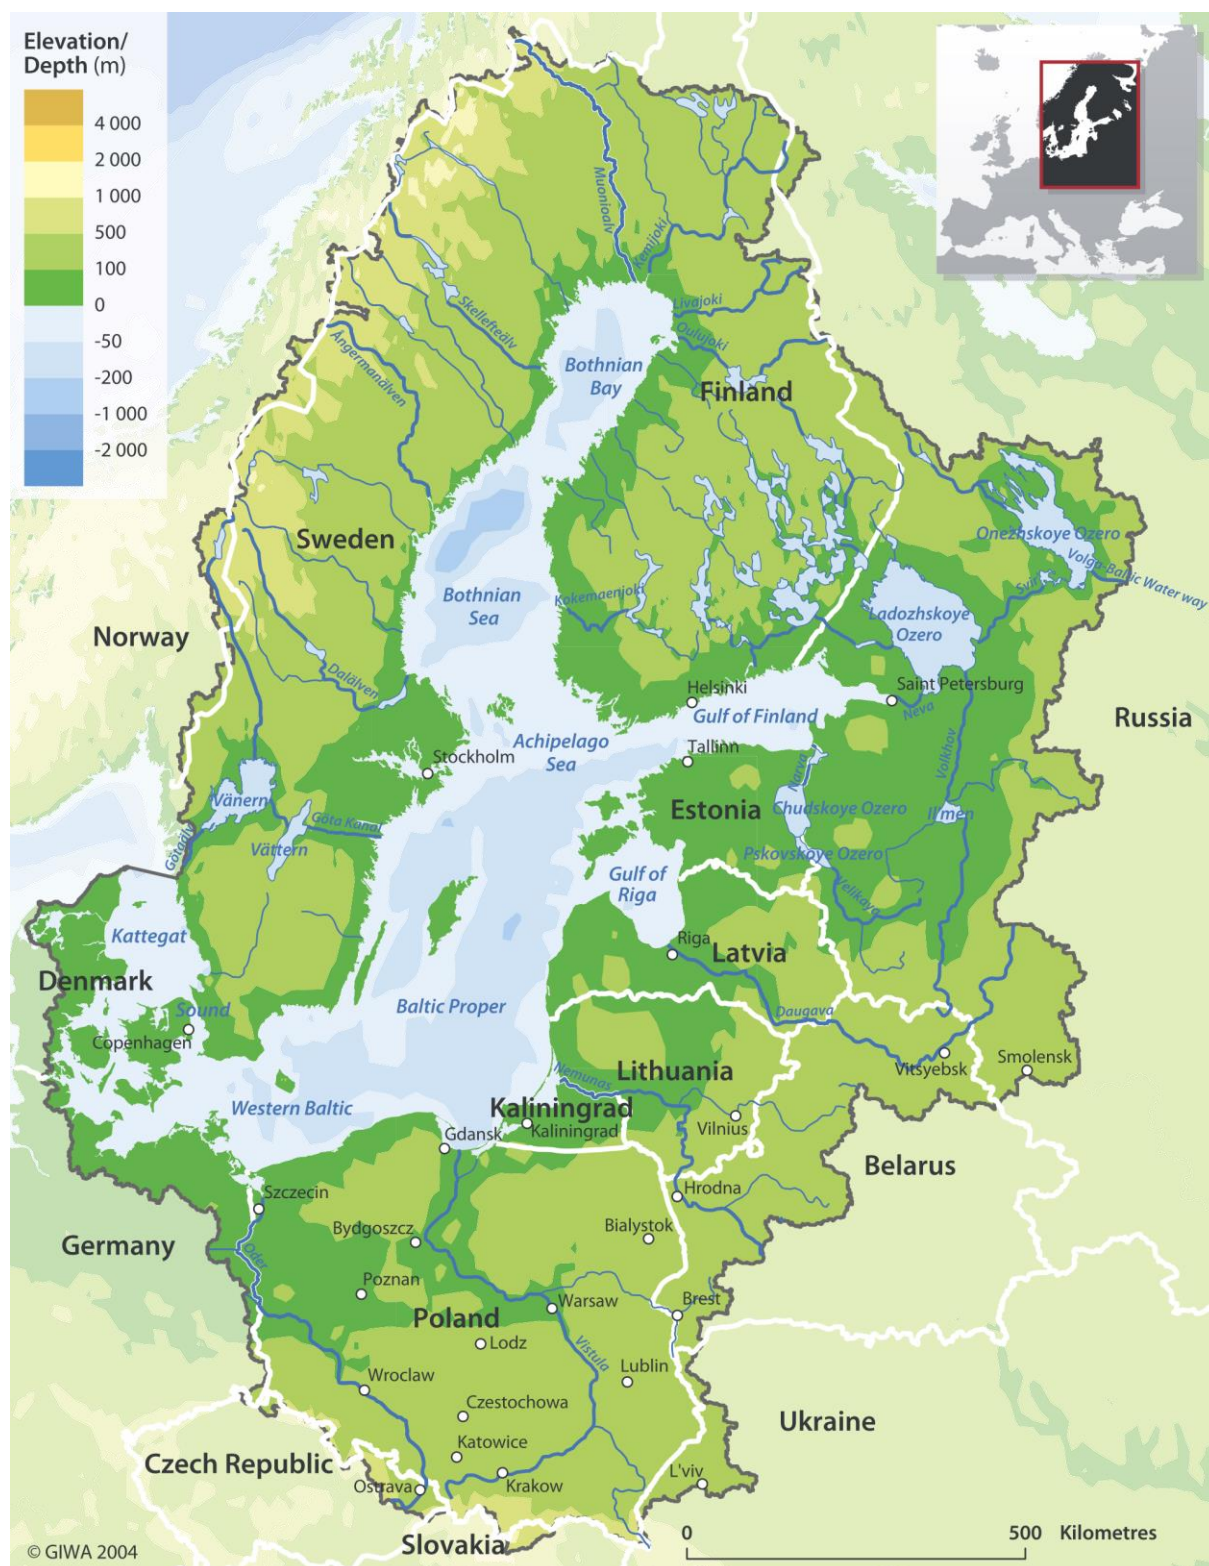 Elevation/
Depth (m)
4 000
2 000
1 000
500
100
0
-50
-200
-1 000
-2 000
Muonioalv
Kemijoki
Livajoki
Oulujoki
Skellefteälv
Ångermanälven
Bothnian
Bay
Finland
Sweden
Onezhskoye Ozero
Volga-Baltic Water way
Svir
Bothnian
Sea
Kokemaenjoki
Ladozhskoye
Ozero
Norway
Dalälven
Helsinki
Saint Petersburg
Neva
Gulf of Finland
Russia
Achipelago
Sea
Stockholm
Tallinn
Volkhav
Narva
Vänern
Göta Kanal
Estonia
Chudskoye Ozero
Il'men
Götaälv
Vättern
Pskovskoye Ozero
Velikaya
Gulf of
Riga
Kattegat
Riga
Latvia
Denmark
Sound
Baltic Proper
Daugava
Copenhagen
Vitsyebsk
Smolensk
Lithuania
Nemunas
Western Baltic
Kaliningrad
Kaliningrad
Vilnius
Gdansk
Belarus
Szczecin
Hrodna
Germany
Bydgoszcz
Bialystok
Oder
Poznan
Poland
Warsaw
Brest
Lodz
Vistula
Wroclaw
Lublin
Czestochowa
Ukraine
Katowice
Czech Republic
Ostrava
Krakow
L'viv
Slovakia
0
500
Kilometres
© GIWA 2004